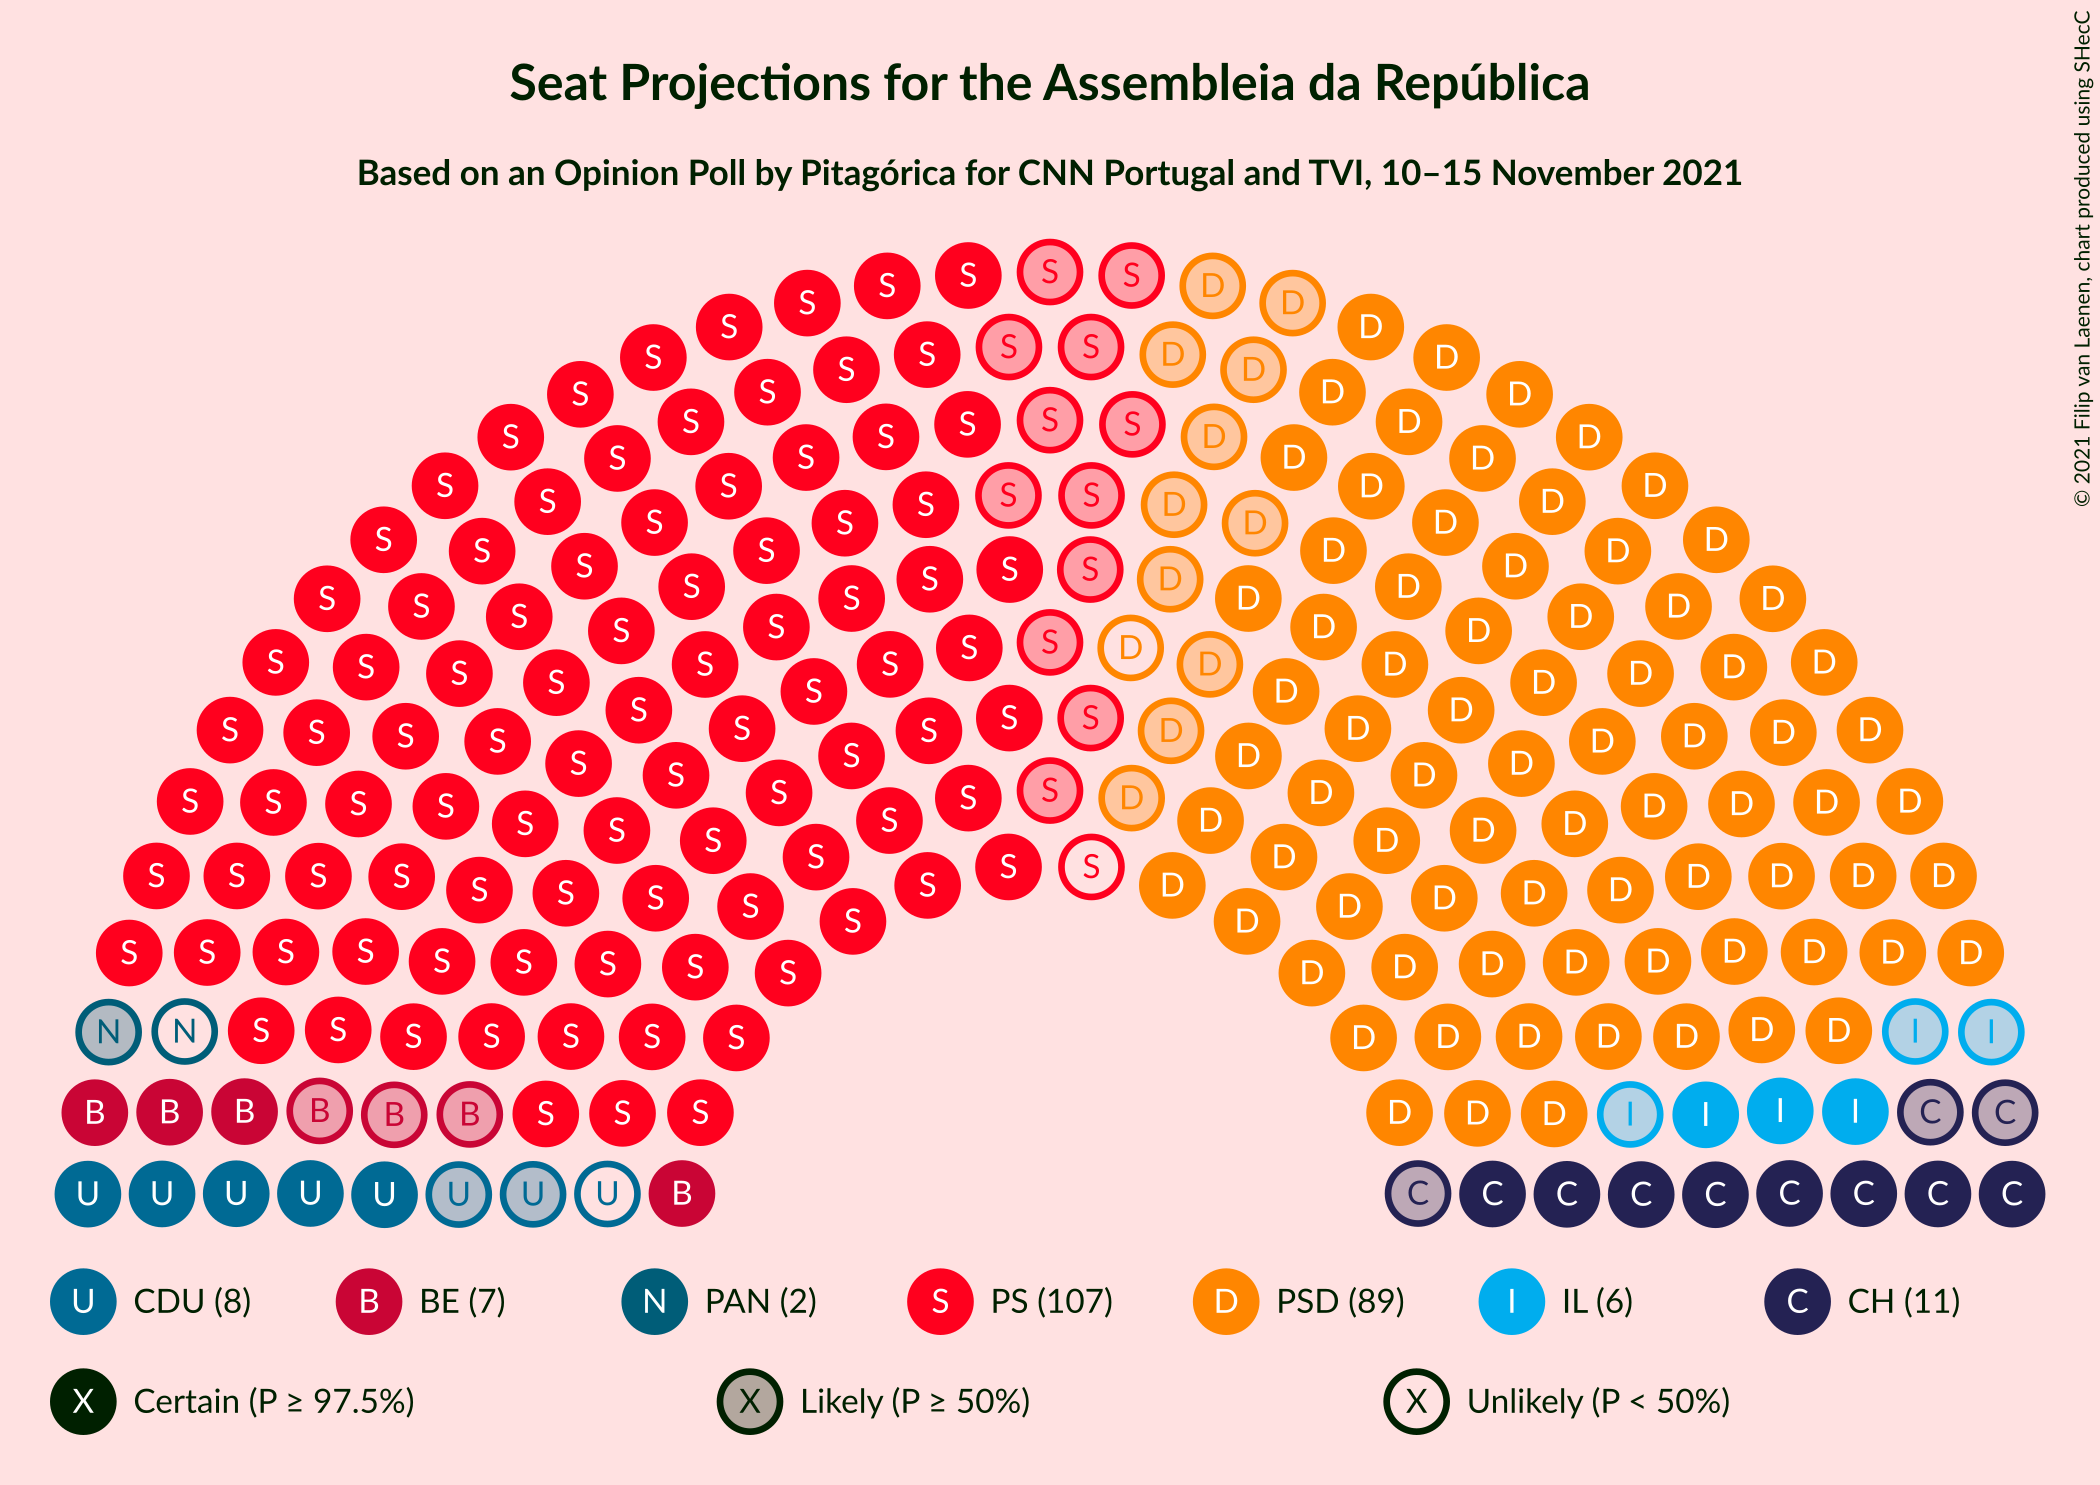 Seat Projections for the Assembleia da República
Based on an Opinion Poll by Pitagórica for CNN Portugal and TVI, 10–15 November 2021
© 2021 Filip van Laenen, chart produced using SHecC
N N S S S S S S S D D D D D D D I I
B B B B B B S S S D D D I I I I C C
U U U U U U U U B C C C C C C C C C
U CDU (8) B BE (7) N PAN (2) S PS (107) D PSD (89) I IL (6) C CH (11)
X Certain (P ≥ 97.5%) X Likely (P ≥ 50%) X Unlikely (P < 50%)